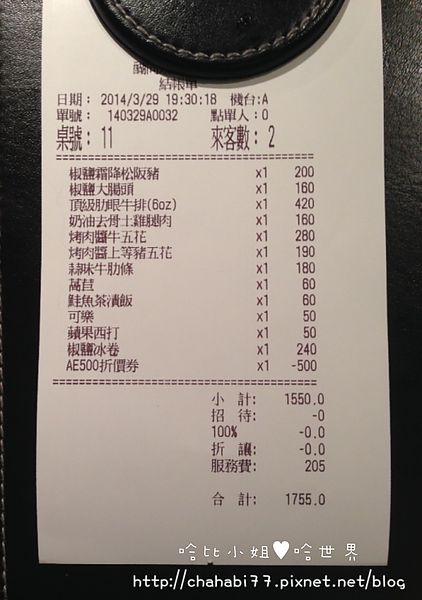 結帳單
日期： 2014/3/29 19:30:18 機台:A
單號： 140329A0032 點單人:0
桌號: 11 來客數: 2
椒鹽霜降松阪豬 x1 200
椒鹽大腸頭 x1 160
頂級肋眼牛排(6oz) x1 420
奶油去骨土雞腿肉 x1 160
烤肉醬牛五花 x1 280
烤肉醬上等豬五花 x1 190
蒜味牛肋條 x1 180
萵苣 x1 60
鮭魚茶漬飯 x1 60
可樂 x1 50
蘋果西打 x1 50
椒鹽冰卷 x1 240
AE500折價券 x1 -500
小 計: 1550.0
招 待: -0
100% -0.0
折 讓: -0.0
服務費: 205
合 計: 1755.0
哈比小姐♥哈世界
http://chahabi77.pixnet.net/blog